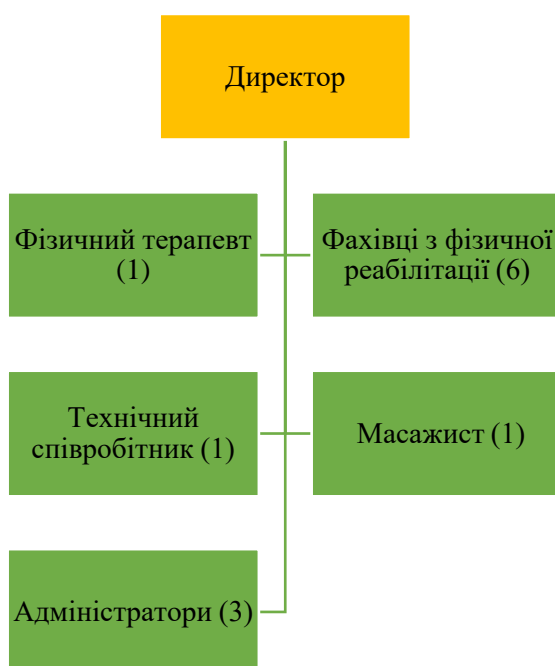 Директор
Фізичний терапевт
(1)
Фахівці з фізичної
реабілітації (6)
Технічний
співробітник (1)
Масажист (1)
Адміністратори (3)